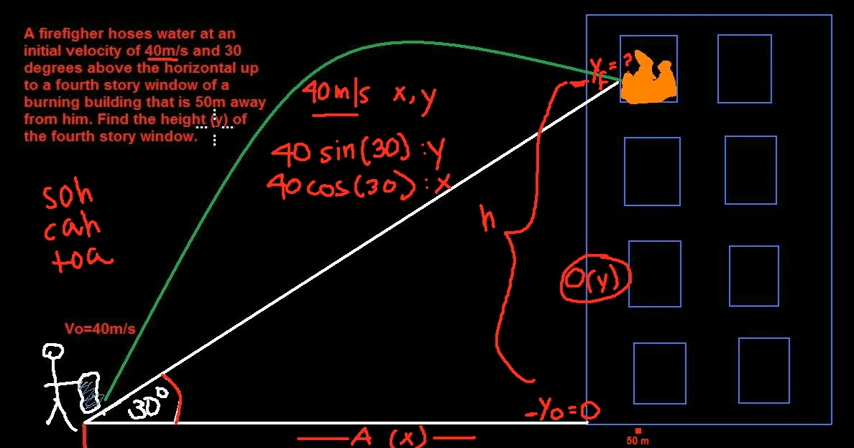 A firefigher hoses water at an
initial velocity of 40m/s and 30
degrees above the horizontal up
to a fourth story window of a
burning building that is 50m away
from him. Find the height (y) of
the fourth story window.
40m/s x, y
40 sin(30) : y
40 cos(30) : x
Yf = ?
soh
cah
toa
h
O(y)
Vo=40m/s
30°
Yo=0
A (x)
50 m